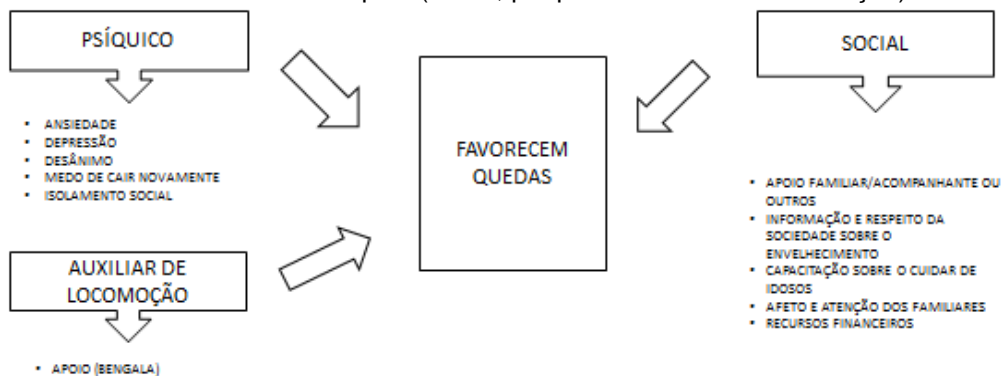 PSÍQUICO
SOCIAL
• ANSIEDADE
• DEPRESSÃO
• DESÂNIMO
• MEDO DE CAIR NOVAMENTE
• ISOLAMENTO SOCIAL
FAVORECEM
QUEDAS
• APOIO FAMILIAR/ACOMPANHANTE OU
OUTROS
• INFORMAÇÃO E RESPEITO DA
SOCIEDADE SOBRE O
ENVELHECIMENTO
• CAPACITAÇÃO SOBRE O CUIDAR DE
IDOSOS
• AFETO E ATENÇÃO DOS FAMILIARES
• RECURSOS FINANCEIROS
AUXILIAR DE
LOCOMOÇÃO
• APOIO (BENGALA)